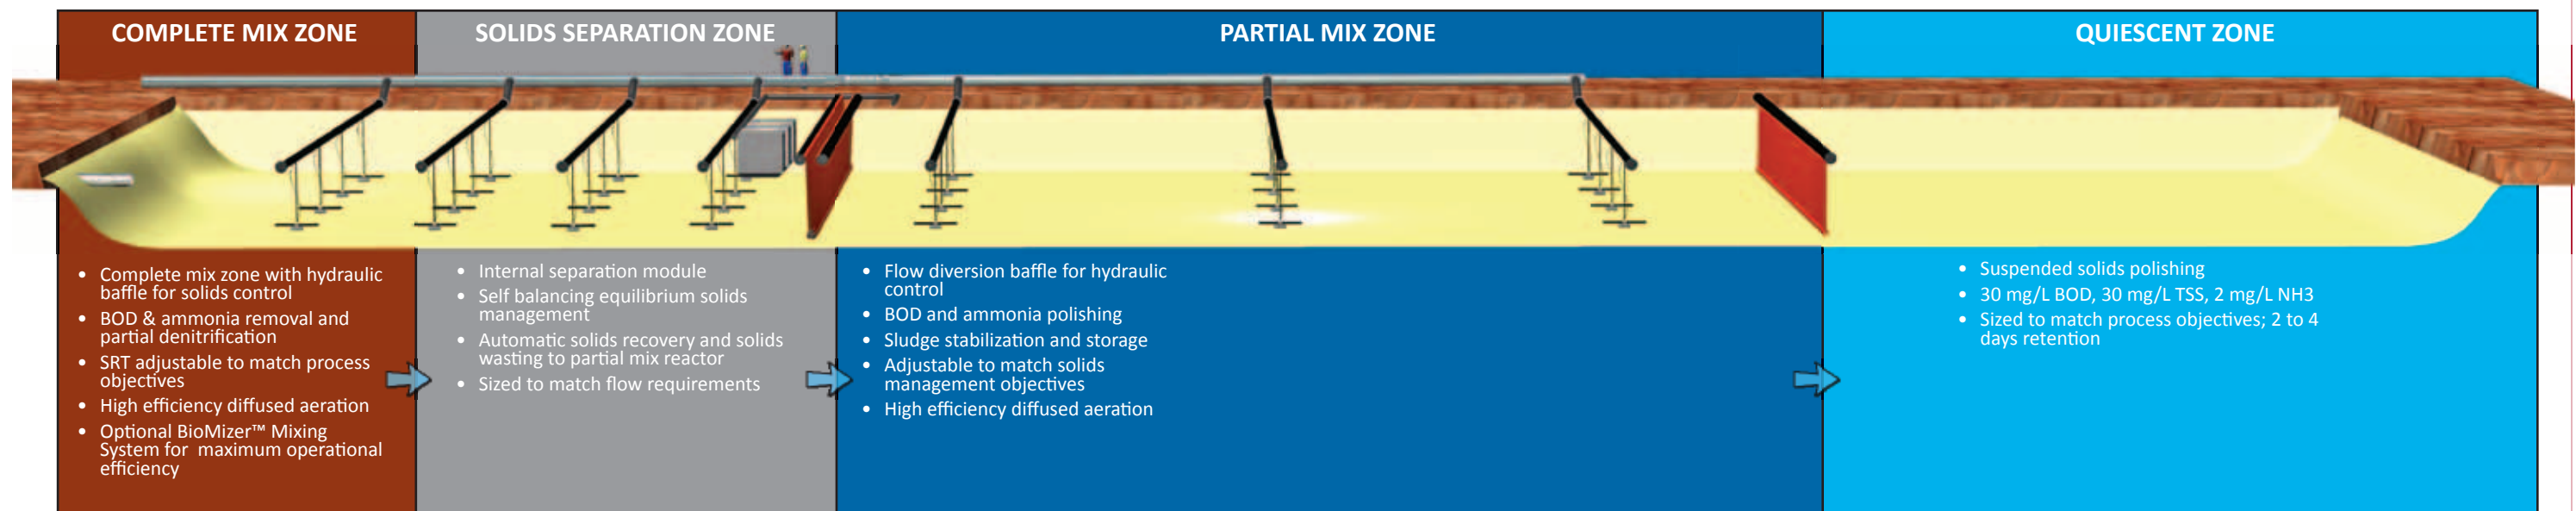 COMPLETE MIX ZONE
• Complete mix zone with hydraulic
baffle for solids control
• BOD & ammonia removal and
partial denitrification
• SRT adjustable to match process
objectives
• High efficiency diffused aeration
• Optional BioMizer™ Mixing
System for  maximum operational
efficiency
SOLIDS SEPARATION ZONE
• Internal separation module
• Self balancing equilibrium solids
management
• Automatic solids recovery and solids
wasting to partial mix reactor
• Sized to match flow requirements
PARTIAL MIX ZONE
• Flow diversion baffle for hydraulic
control
• BOD and ammonia polishing
• Sludge stabilization and storage
• Adjustable to match solids
management objectives
• High efficiency diffused aeration
QUIESCENT ZONE
• Suspended solids polishing
• 30 mg/L BOD, 30 mg/L TSS, 2 mg/L NH3
• Sized to match process objectives; 2 to 4
days retention